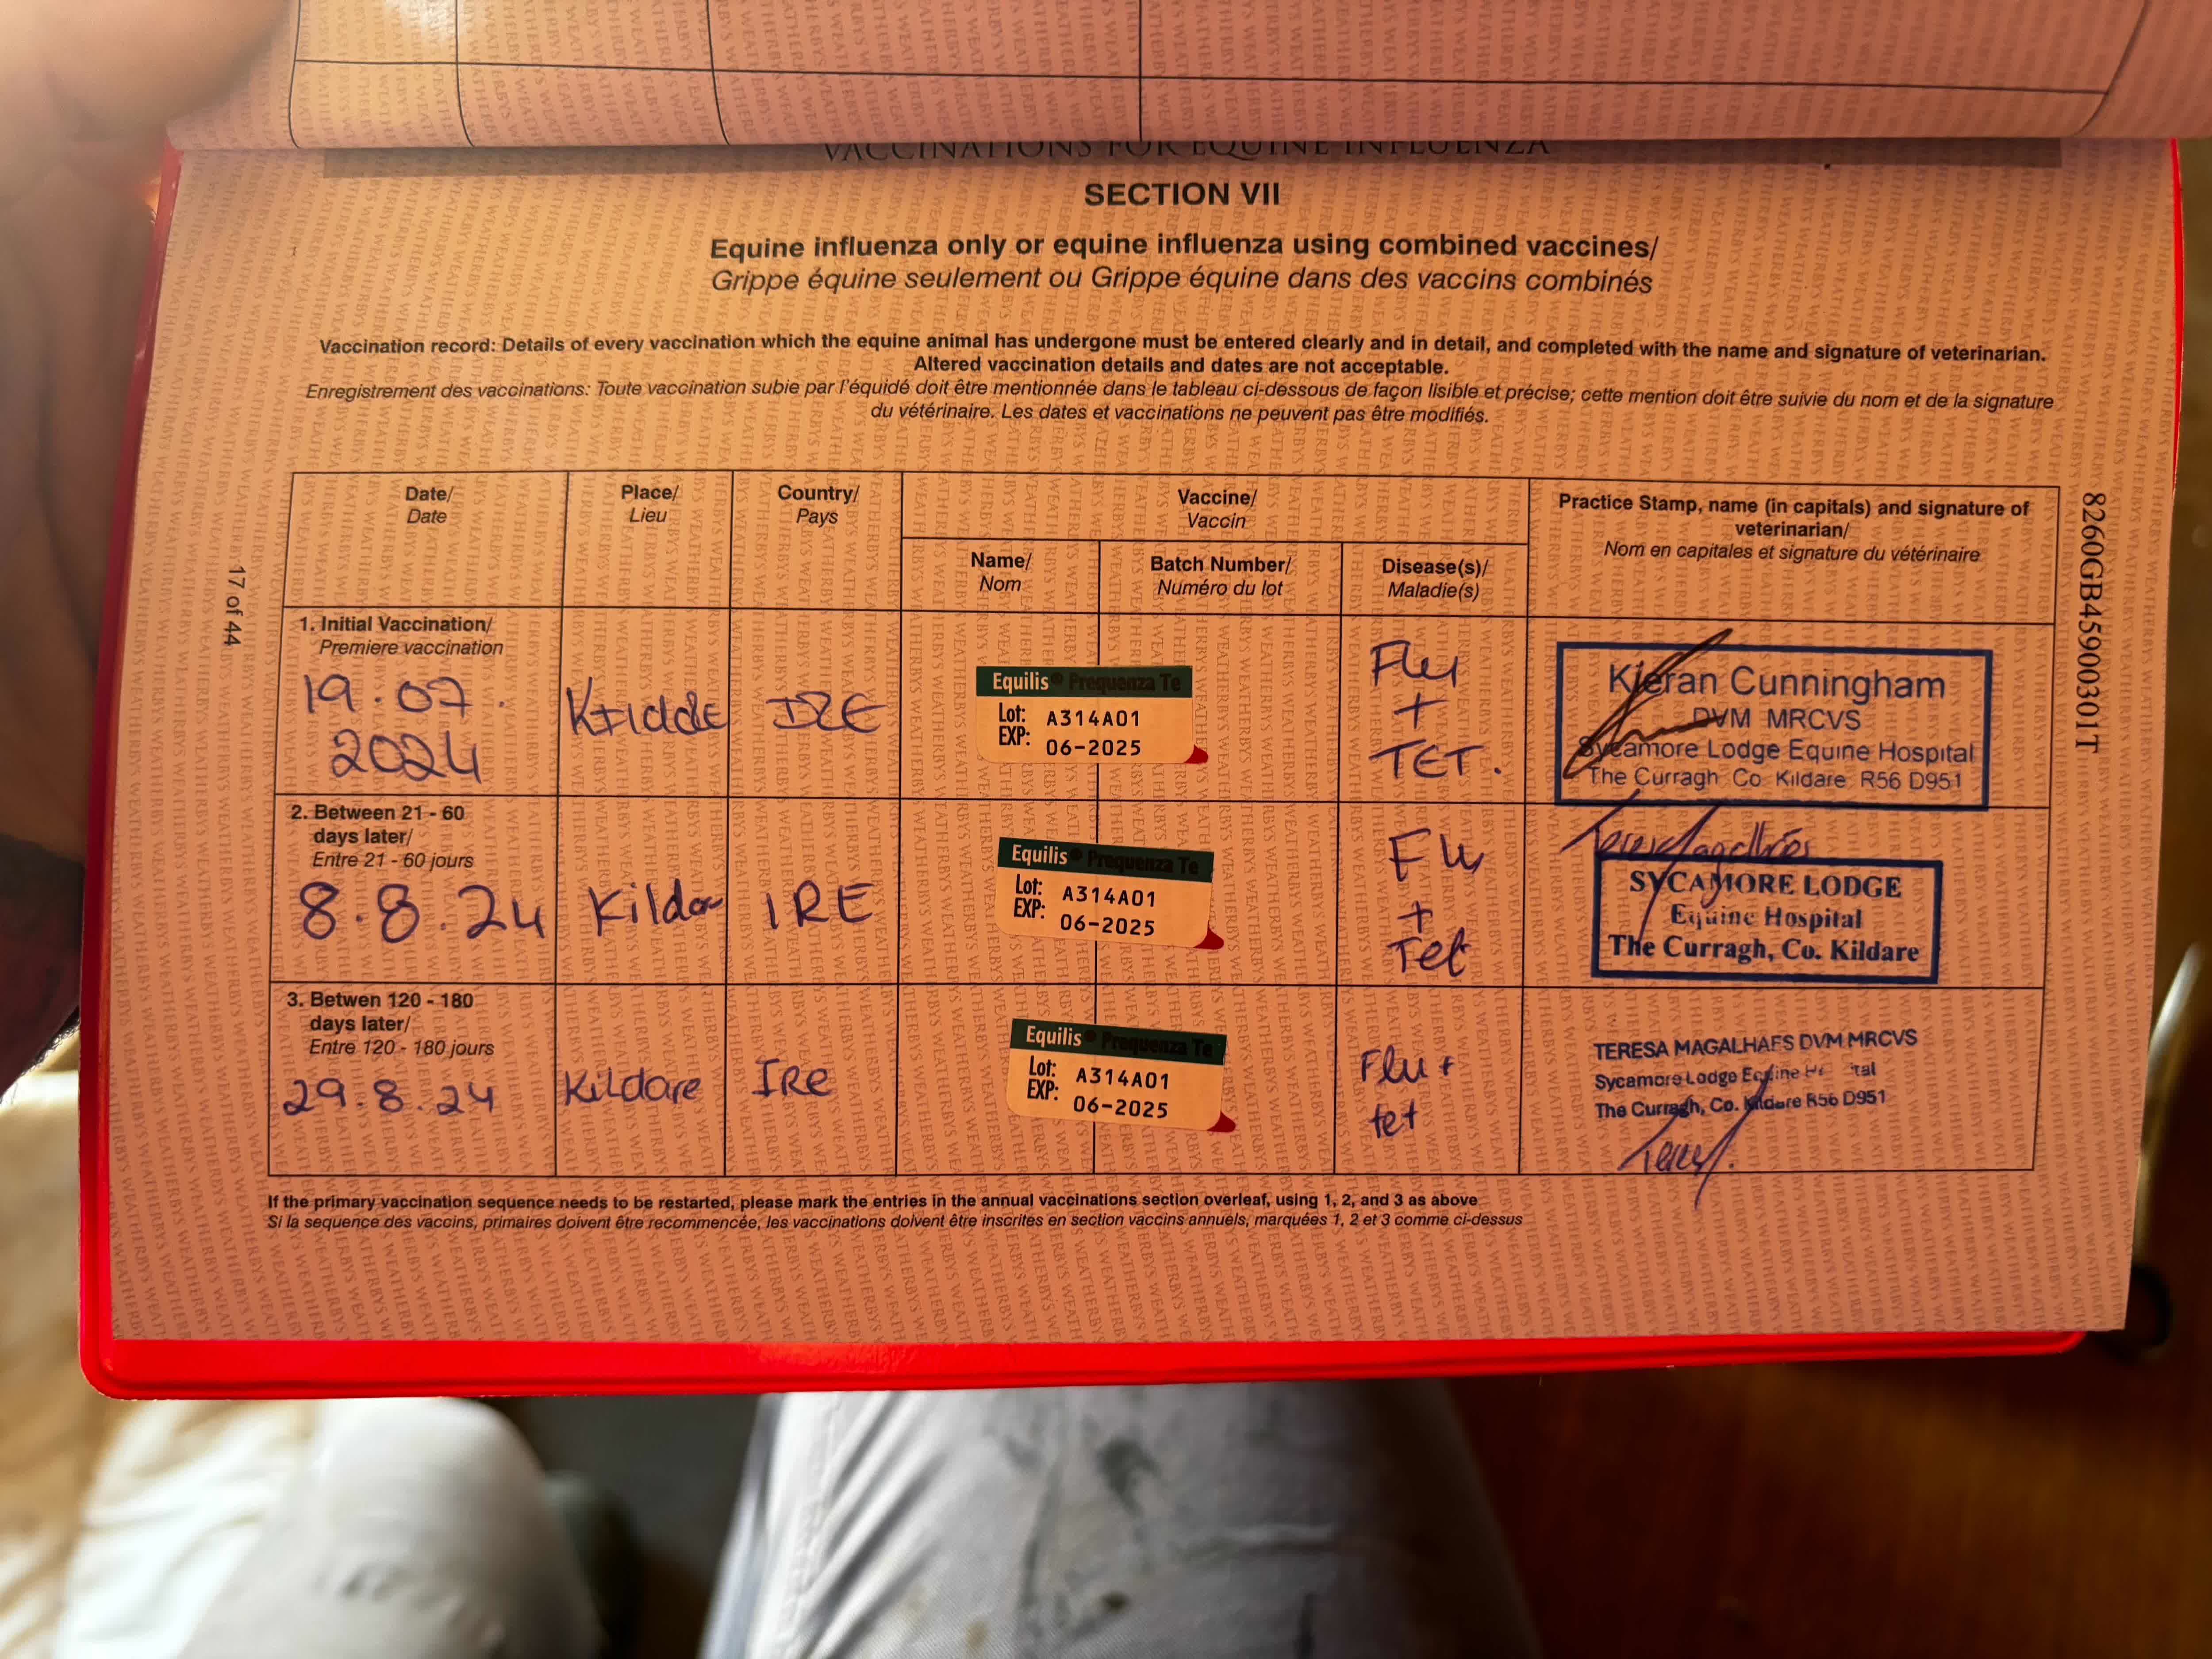 VACCINATIONS FOR EQUINE INFLUENZA
SECTION VII
Equine influenza only or equine influenza using combined vaccines/
Grippe équine seulement ou Grippe équine dans des vaccins combinés
Vaccination record: Details of every vaccination which the equine animal has undergone must be entered clearly and in detail, and completed with the name and signature of veterinarian.
Altered vaccination details and dates are not acceptable.
Enregistrement des vaccinations: Toute vaccination subie par l'équidé doit être mentionnée dans le tableau ci-dessous de façon lisible et précise; cette mention doit être suivie du nom et de la signature
du vétérinaire. Les dates et vaccinations ne peuvent pas être modifiés.
Date/
Date
Place/
Lieu
Country/
Pays
Vaccine/
Vaccin
Name/
Nom
Batch Number/
Numéro du lot
Disease(s)/
Maladie(s)
Practice Stamp, name (in capitals) and signature of
veterinarian/
Nom en capitales et signature du vétérinaire
1. Initial Vaccination/
Premiere vaccination
19.07.
2024
IRE
Equilis® Prequenza Te
Lot: A314A01
EXP: 06-2025
Flu
+
TET.
Kieran Cunningham
DVM MRCVS
Sycamore Lodge Equine Hospital
The Curragh Co Kildare R56 D951
2. Between 21 - 60
days later/
Entre 21 - 60 jours
8.8.24
IRE
Equilis® Prequenza Te
Lot: A314A01
EXP: 06-2025
Flu
+
Tet
SYCAMORE LODGE
Equine Hospital
The Curragh, Co. Kildare
3. Betwen 120 - 180
days later/
Entre 120 - 180 jours
29.8.24
Kildare
IRe
Equilis® Prequenza Te
Lot: A314A01
EXP: 06-2025
Flu +
tet
TERESA MAGALHAES DVM MRCVS
Sycamore Lodge Equine
The Curragh, Co. Kildare R56 D951
If the primary vaccination sequence needs to be restarted, please mark the entries in the annual vaccinations section overleaf, using 1, 2, and 3 as above
Si la sequence des vaccins, primaires doivent être recommencée, les vaccinations doivent être inscrites en section vaccins annuels, marquées 1, 2 et 3 comme ci-dessus
17 of 44
8260GB45900301T
WEATHERBYS